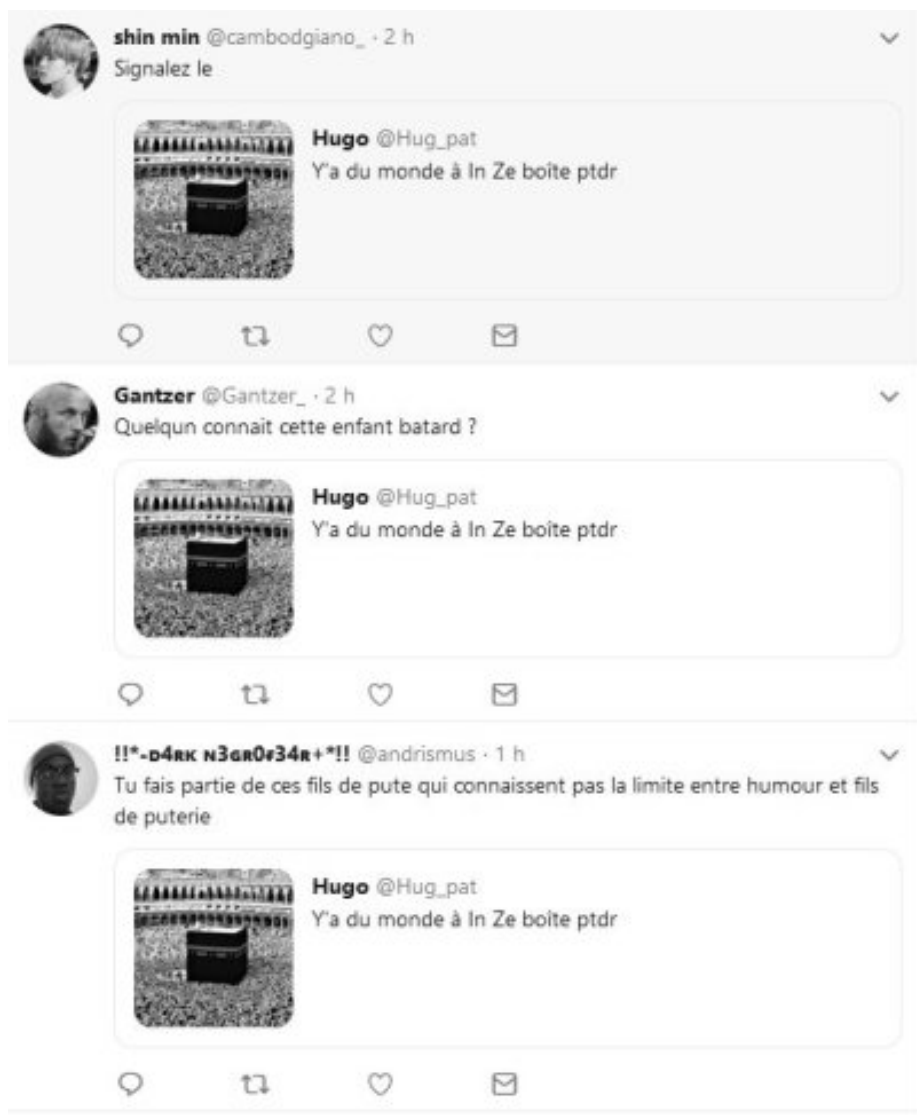 shin min @cambodgiano_ · 2 h
Signalez le
Hugo @Hug_pat
Y'a du monde à In Ze boîte ptdr
Gantzer @Gantzer_ · 2 h
Quelqun connait cette enfant batard ?
Hugo @Hug_pat
Y'a du monde à In Ze boîte ptdr
!!*-ᴅ4ʀᴋ ɴ3ɢʀ0ғ34ʀ+*!! @andrismus · 1 h
Tu fais partie de ces fils de pute qui connaissent pas la limite entre humour et fils
de puterie
Hugo @Hug_pat
Y'a du monde à In Ze boîte ptdr